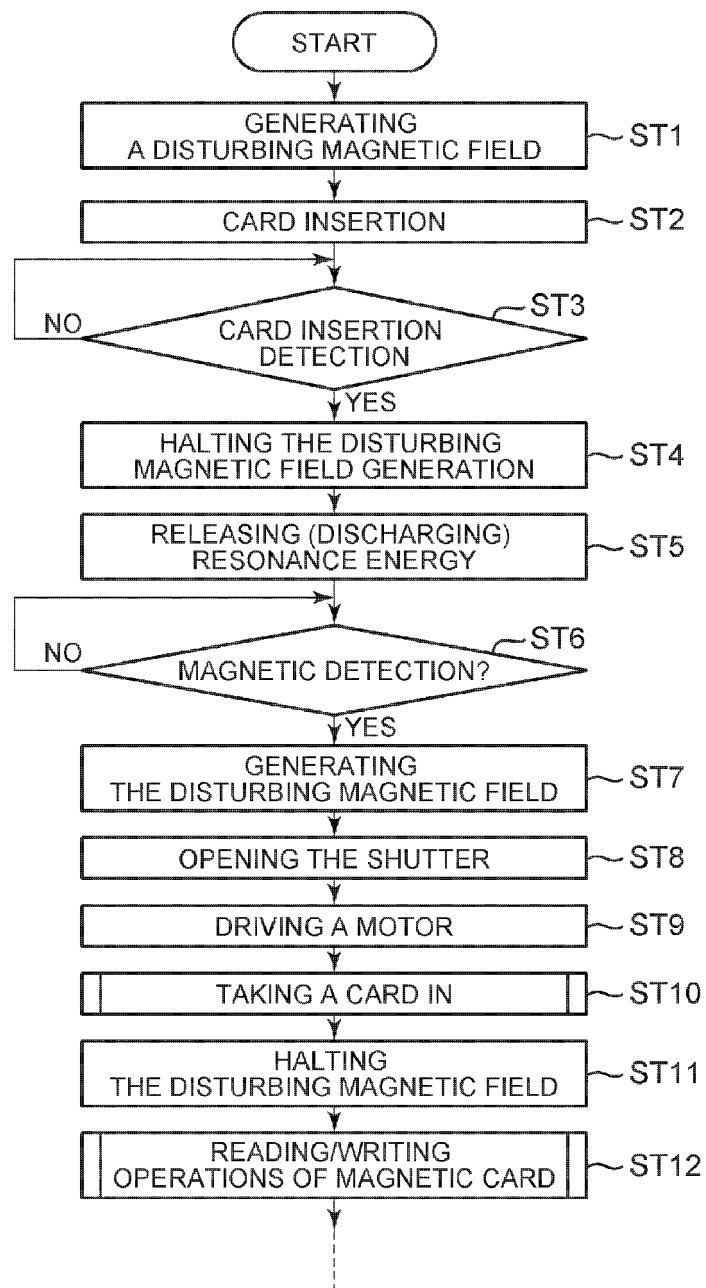 START
GENERATING
A DISTURBING MAGNETIC FIELD
ST1
CARD INSERTION
ST2
ST3
NO
CARD INSERTION
DETECTION
YES
HALTING THE DISTURBING
MAGNETIC FIELD GENERATION
ST4
RELEASING (DISCHARGING)
RESONANCE ENERGY
ST5
ST6
NO
MAGNETIC DETECTION?
YES
GENERATING
THE DISTURBING MAGNETIC FIELD
ST7
OPENING THE SHUTTER
ST8
DRIVING A MOTOR
ST9
TAKING A CARD IN
ST10
HALTING
THE DISTURBING MAGNETIC FIELD
ST11
READING/WRITING
OPERATIONS OF MAGNETIC CARD
ST12